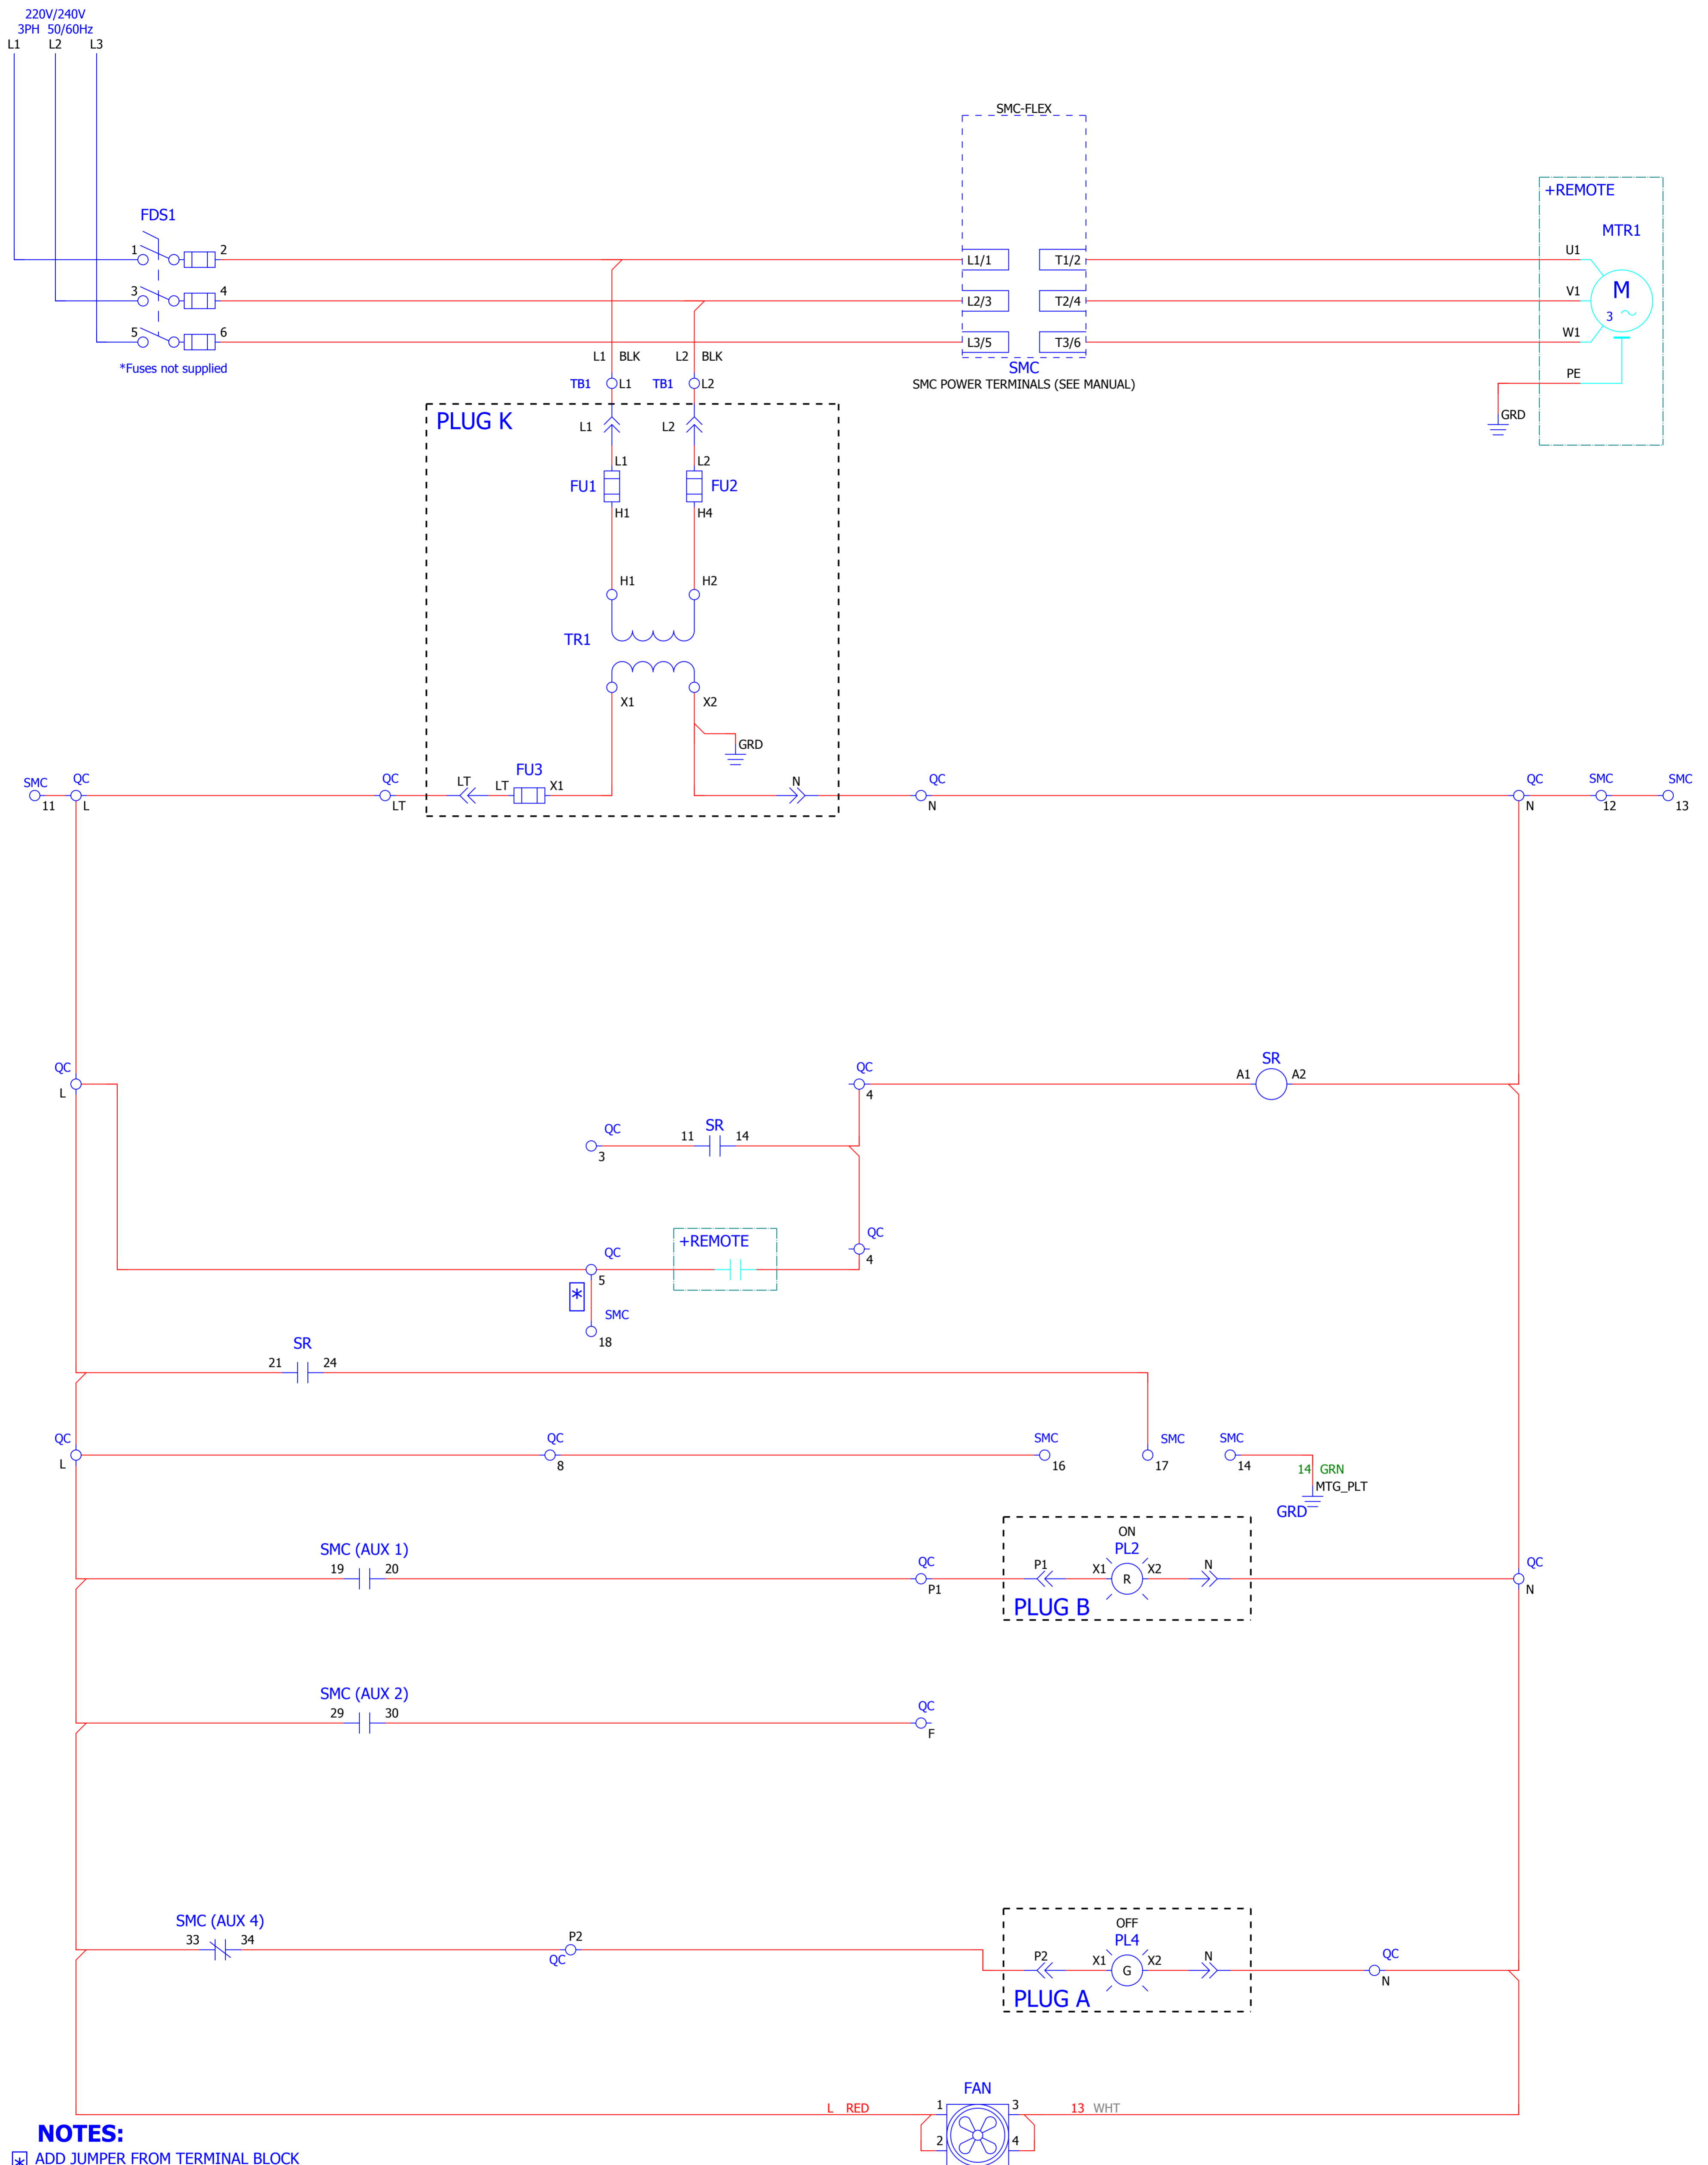 220V/240V
3PH 50/60Hz
L1 L2 L3
SMC-FLEX
+REMOTE
MTR1
FDS1
1 2
L1/1 T1/2
U1
3 4
L2/3 T2/4
V1
M
3
5 6
L3/5 T3/6
W1
*Fuses not supplied
L1 BLK L2 BLK
SMC
SMC POWER TERMINALS (SEE MANUAL)
PE
TB1 L1 TB1 L2
GRD
PLUG K
L1 L2
L1 L2
FU1 FU2
H1 H4
H1 H2
TR1
X1 X2
GRD
SMC QC QC LT LT FU3 X1 N QC QC SMC SMC
11 L LT N N 12 13
QC QC SR
L 4 A1 A2
QC 11 SR 14
3
QC +REMOTE QC
5 4
*
SMC
18
SR
21 24
QC QC SMC SMC SMC
L 8 16 17 14
14 GRN
MTG_PLT
GRD
ON
SMC (AUX 1) PL2
19 20 QC P1 X1 R X2 N QC
P1 N
PLUG B
SMC (AUX 2)
29 30 QC
F
OFF
SMC (AUX 4) PL4
33 34 P2 P2 X1 G X2 N QC
QC N
PLUG A
FAN
L RED 1 3 13 WHT
2 4
NOTES:
* ADD JUMPER FROM TERMINAL BLOCK